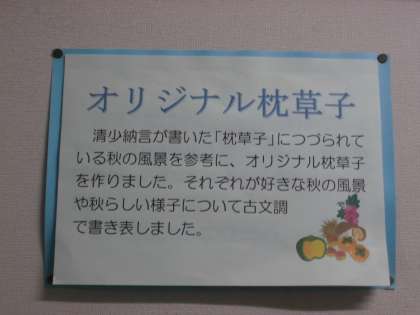 オリジナル枕草子
清少納言が書いた「枕草子」につづられて
いる秋の風景を参考に、オリジナル枕草子
を作りました。それぞれが好きな秋の風景
や秋らしい様子について古文調
で書き表しました。